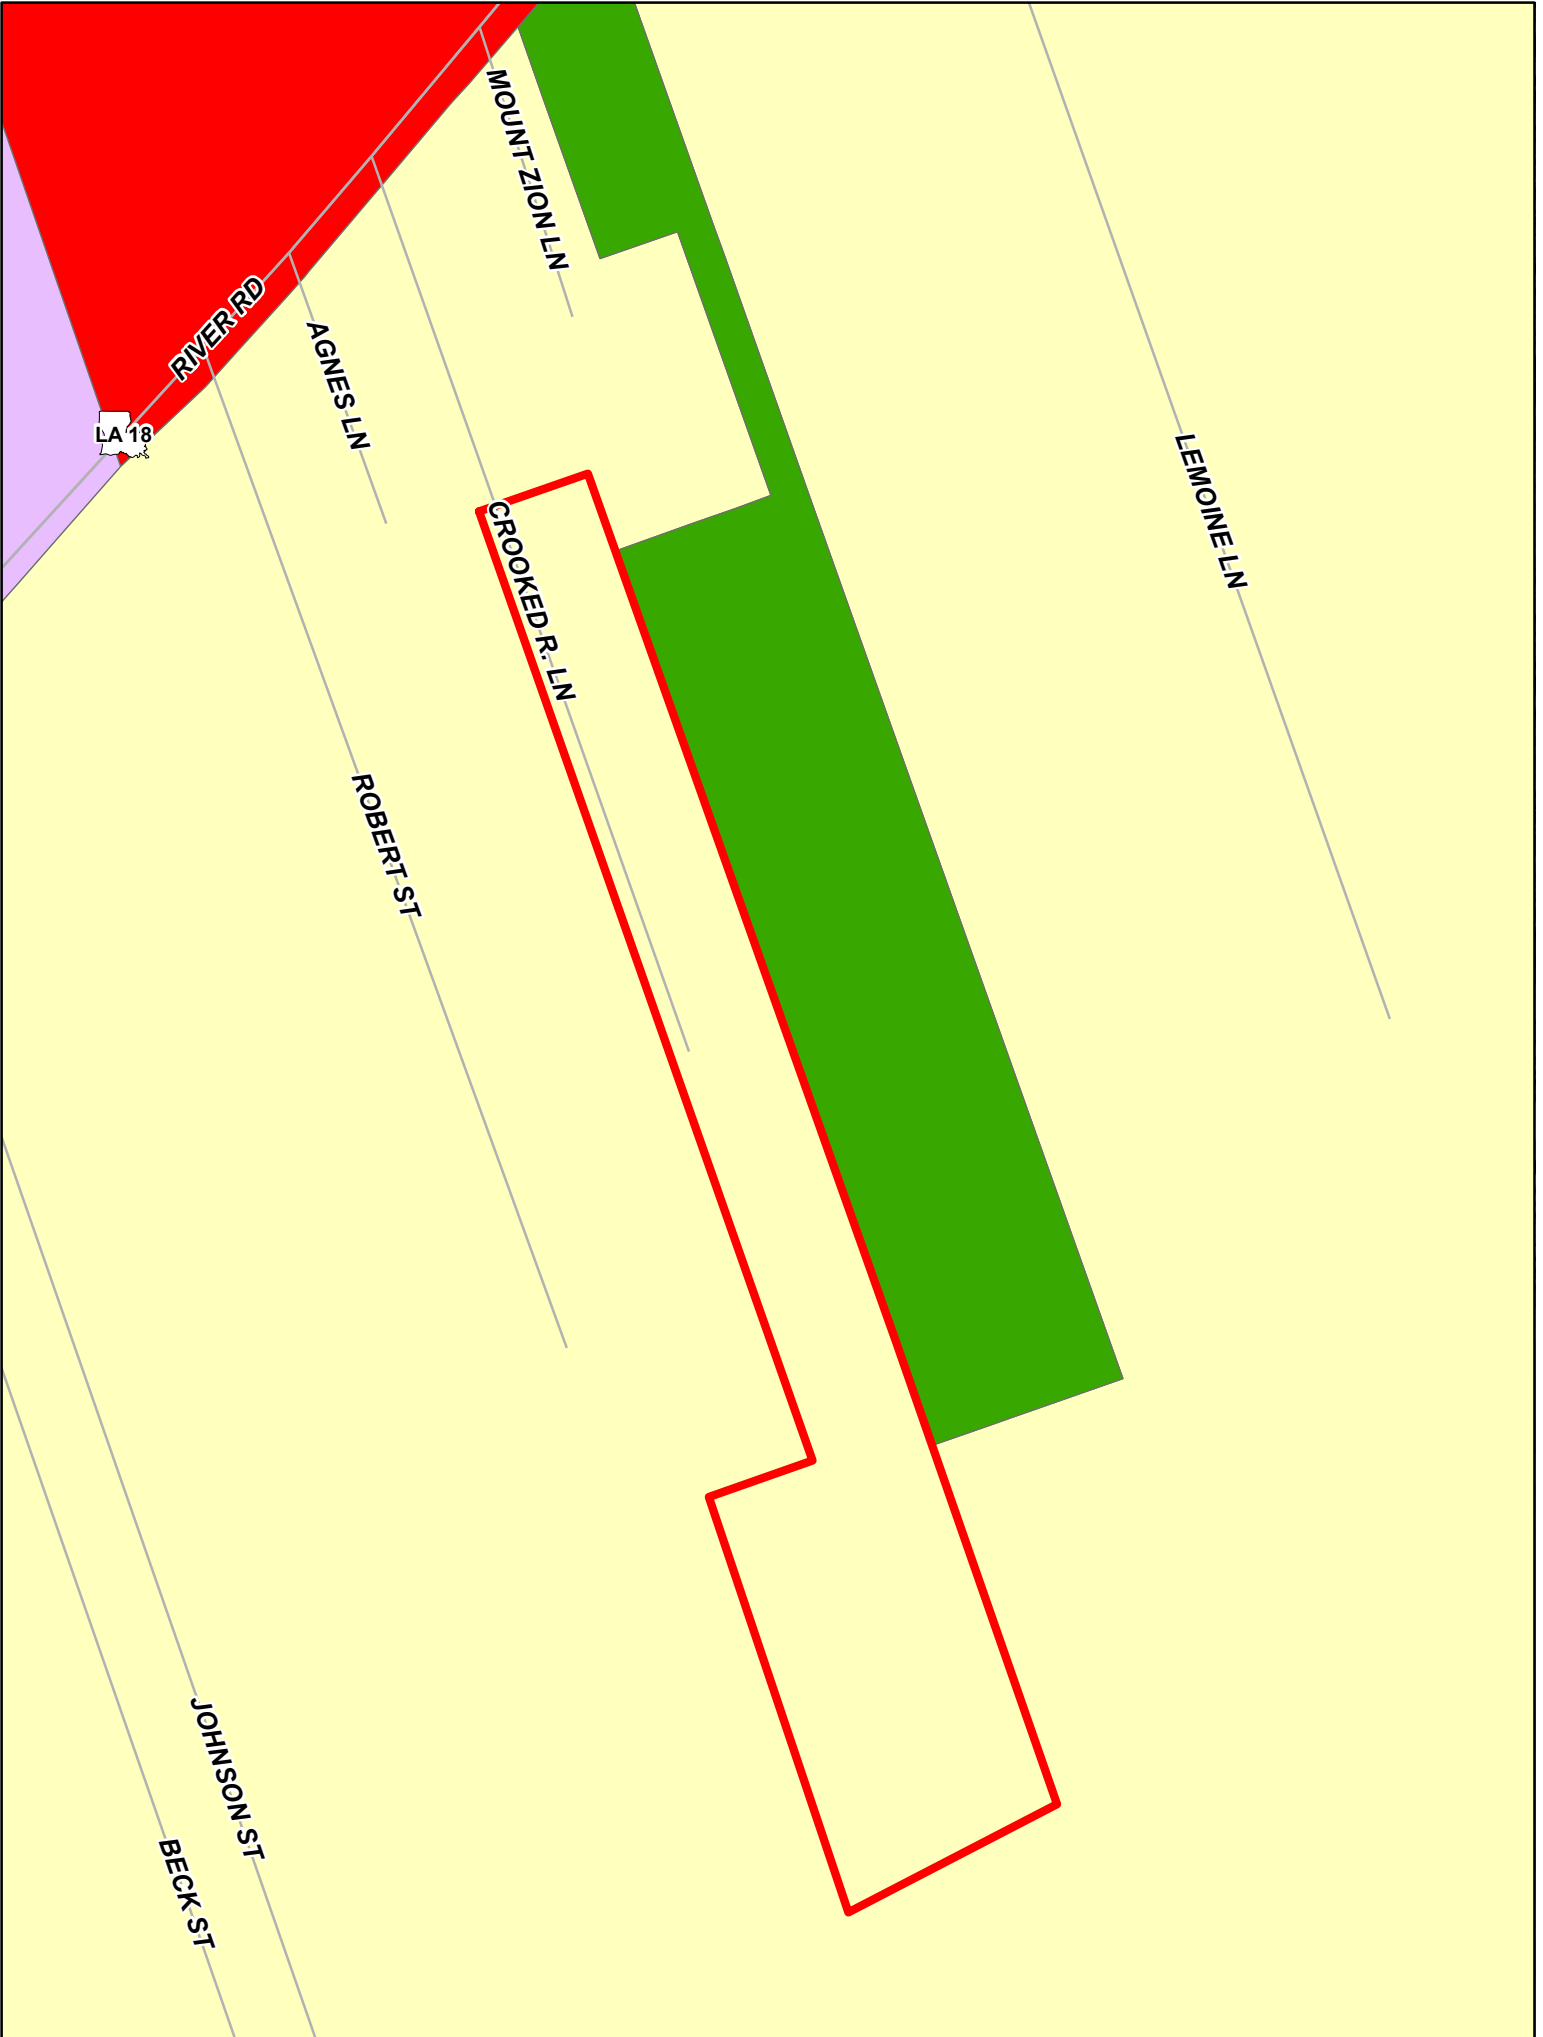 MOUNT ZION LN
RIVER RD
AGNES LN
LA 18
LEMOINE LN
CROOKED R. LN
ROBERT ST
JOHNSON ST
BECK ST